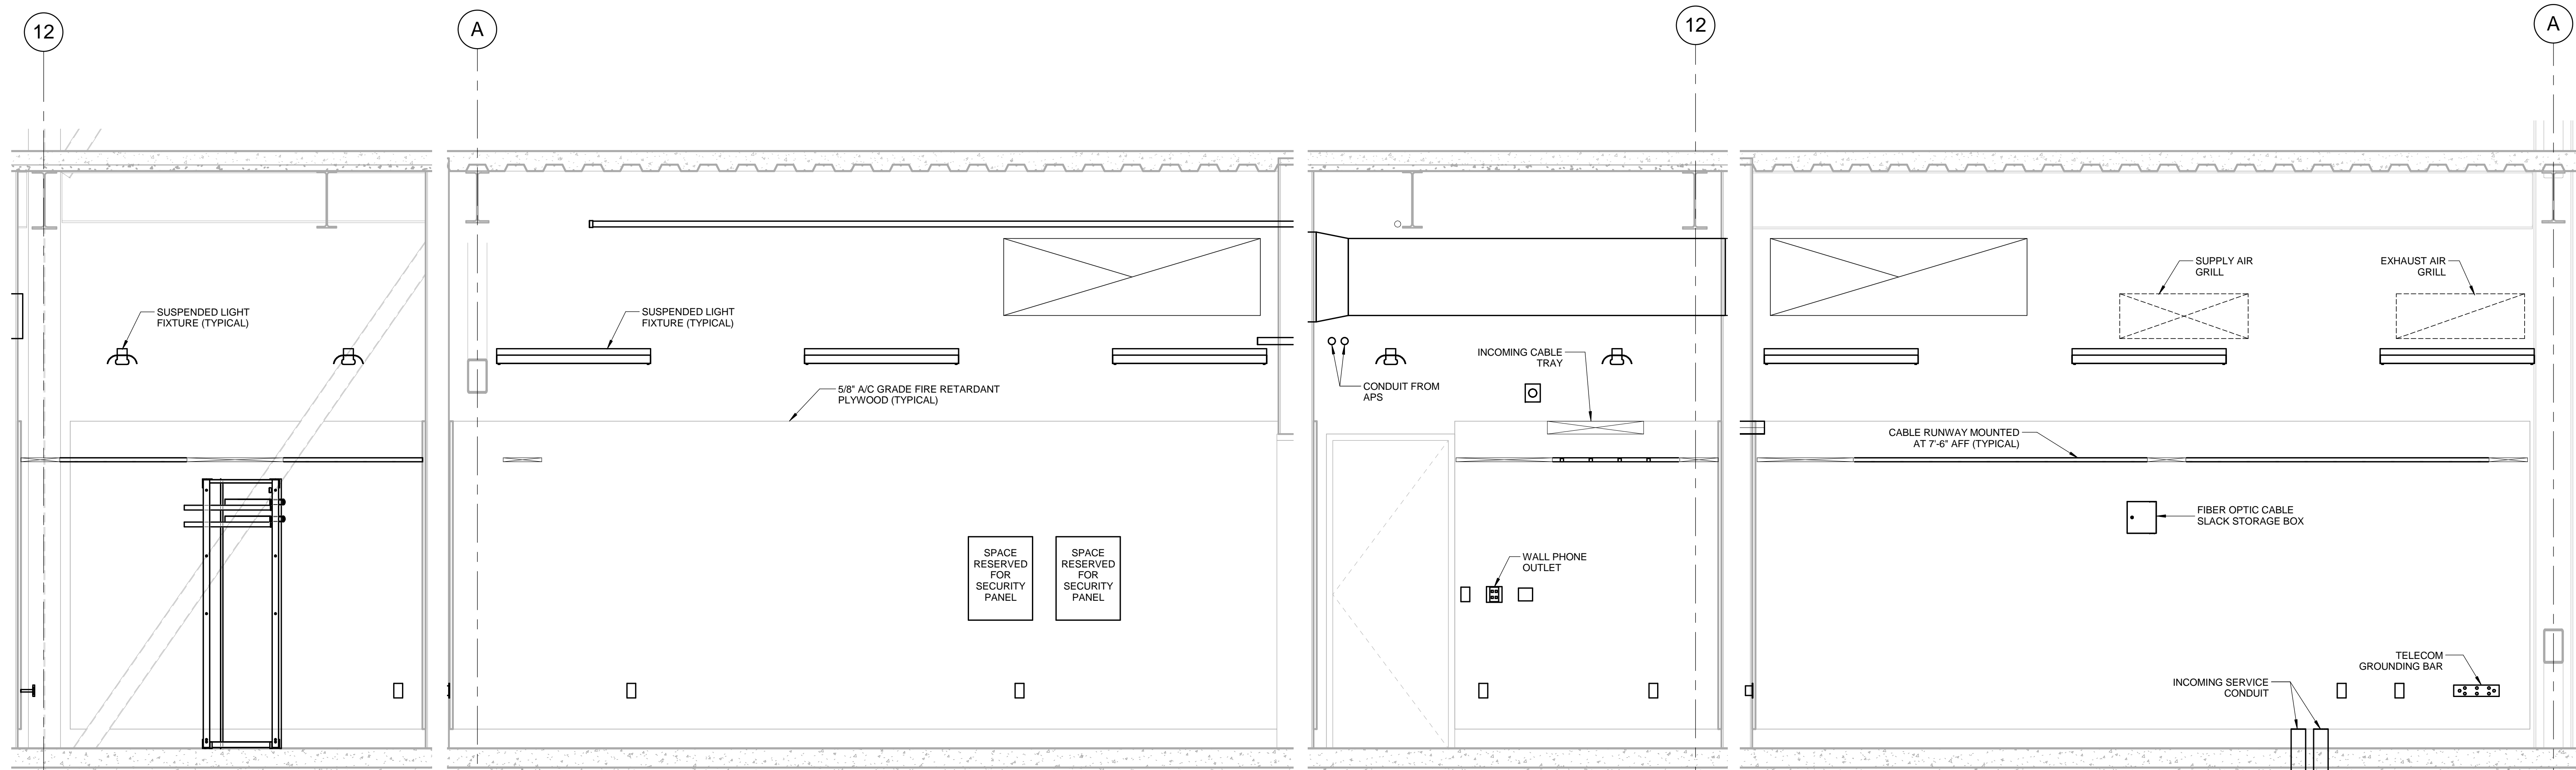 12
A
12
A
SUSPENDED LIGHT
FIXTURE (TYPICAL)
SUSPENDED LIGHT
FIXTURE (TYPICAL)
5/8" A/C GRADE FIRE RETARDANT
PLYWOOD (TYPICAL)
SPACE
RESERVED
FOR
SECURITY
PANEL
SPACE
RESERVED
FOR
SECURITY
PANEL
INCOMING CABLE
TRAY
CONDUIT FROM
APS
WALL PHONE
OUTLET
SUPPLY AIR
GRILL
EXHAUST AIR
GRILL
CABLE RUNWAY MOUNTED
AT 7'-6" AFF (TYPICAL)
FIBER OPTIC CABLE
SLACK STORAGE BOX
TELECOM
GROUNDING BAR
INCOMING SERVICE
CONDUIT